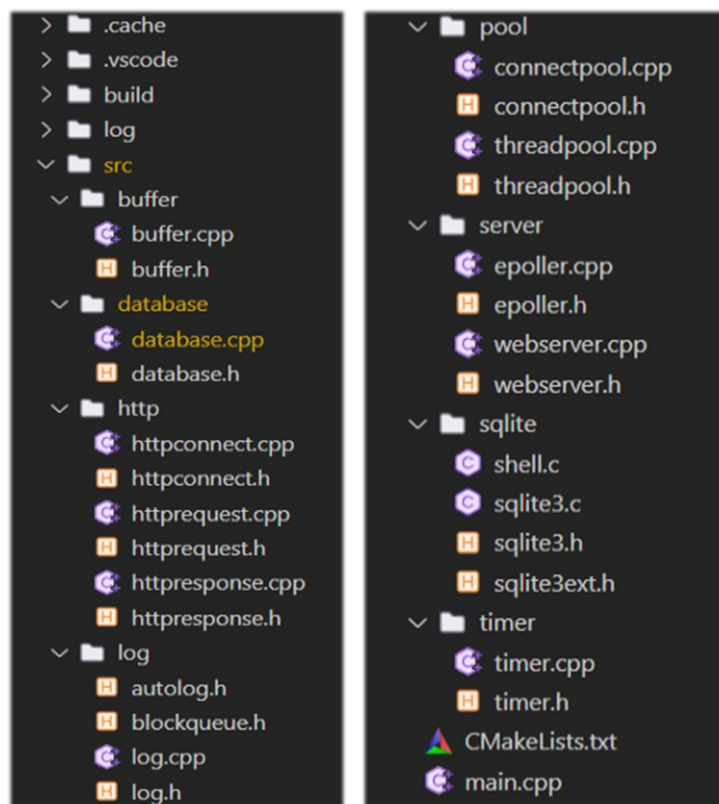 .cache
.vscode
build
log
src
buffer
buffer.cpp
buffer.h
database
database.cpp
database.h
http
httpconnect.cpp
httpconnect.h
httprequest.cpp
httprequest.h
httpresponse.cpp
httpresponse.h
log
autolog.h
blockqueue.h
log.cpp
log.h
pool
connectpool.cpp
connectpool.h
threadpool.cpp
threadpool.h
server
epoller.cpp
epoller.h
webserver.cpp
webserver.h
sqlite
shell.c
sqlite3.c
sqlite3.h
sqlite3ext.h
timer
timer.cpp
timer.h
CMakeLists.txt
main.cpp